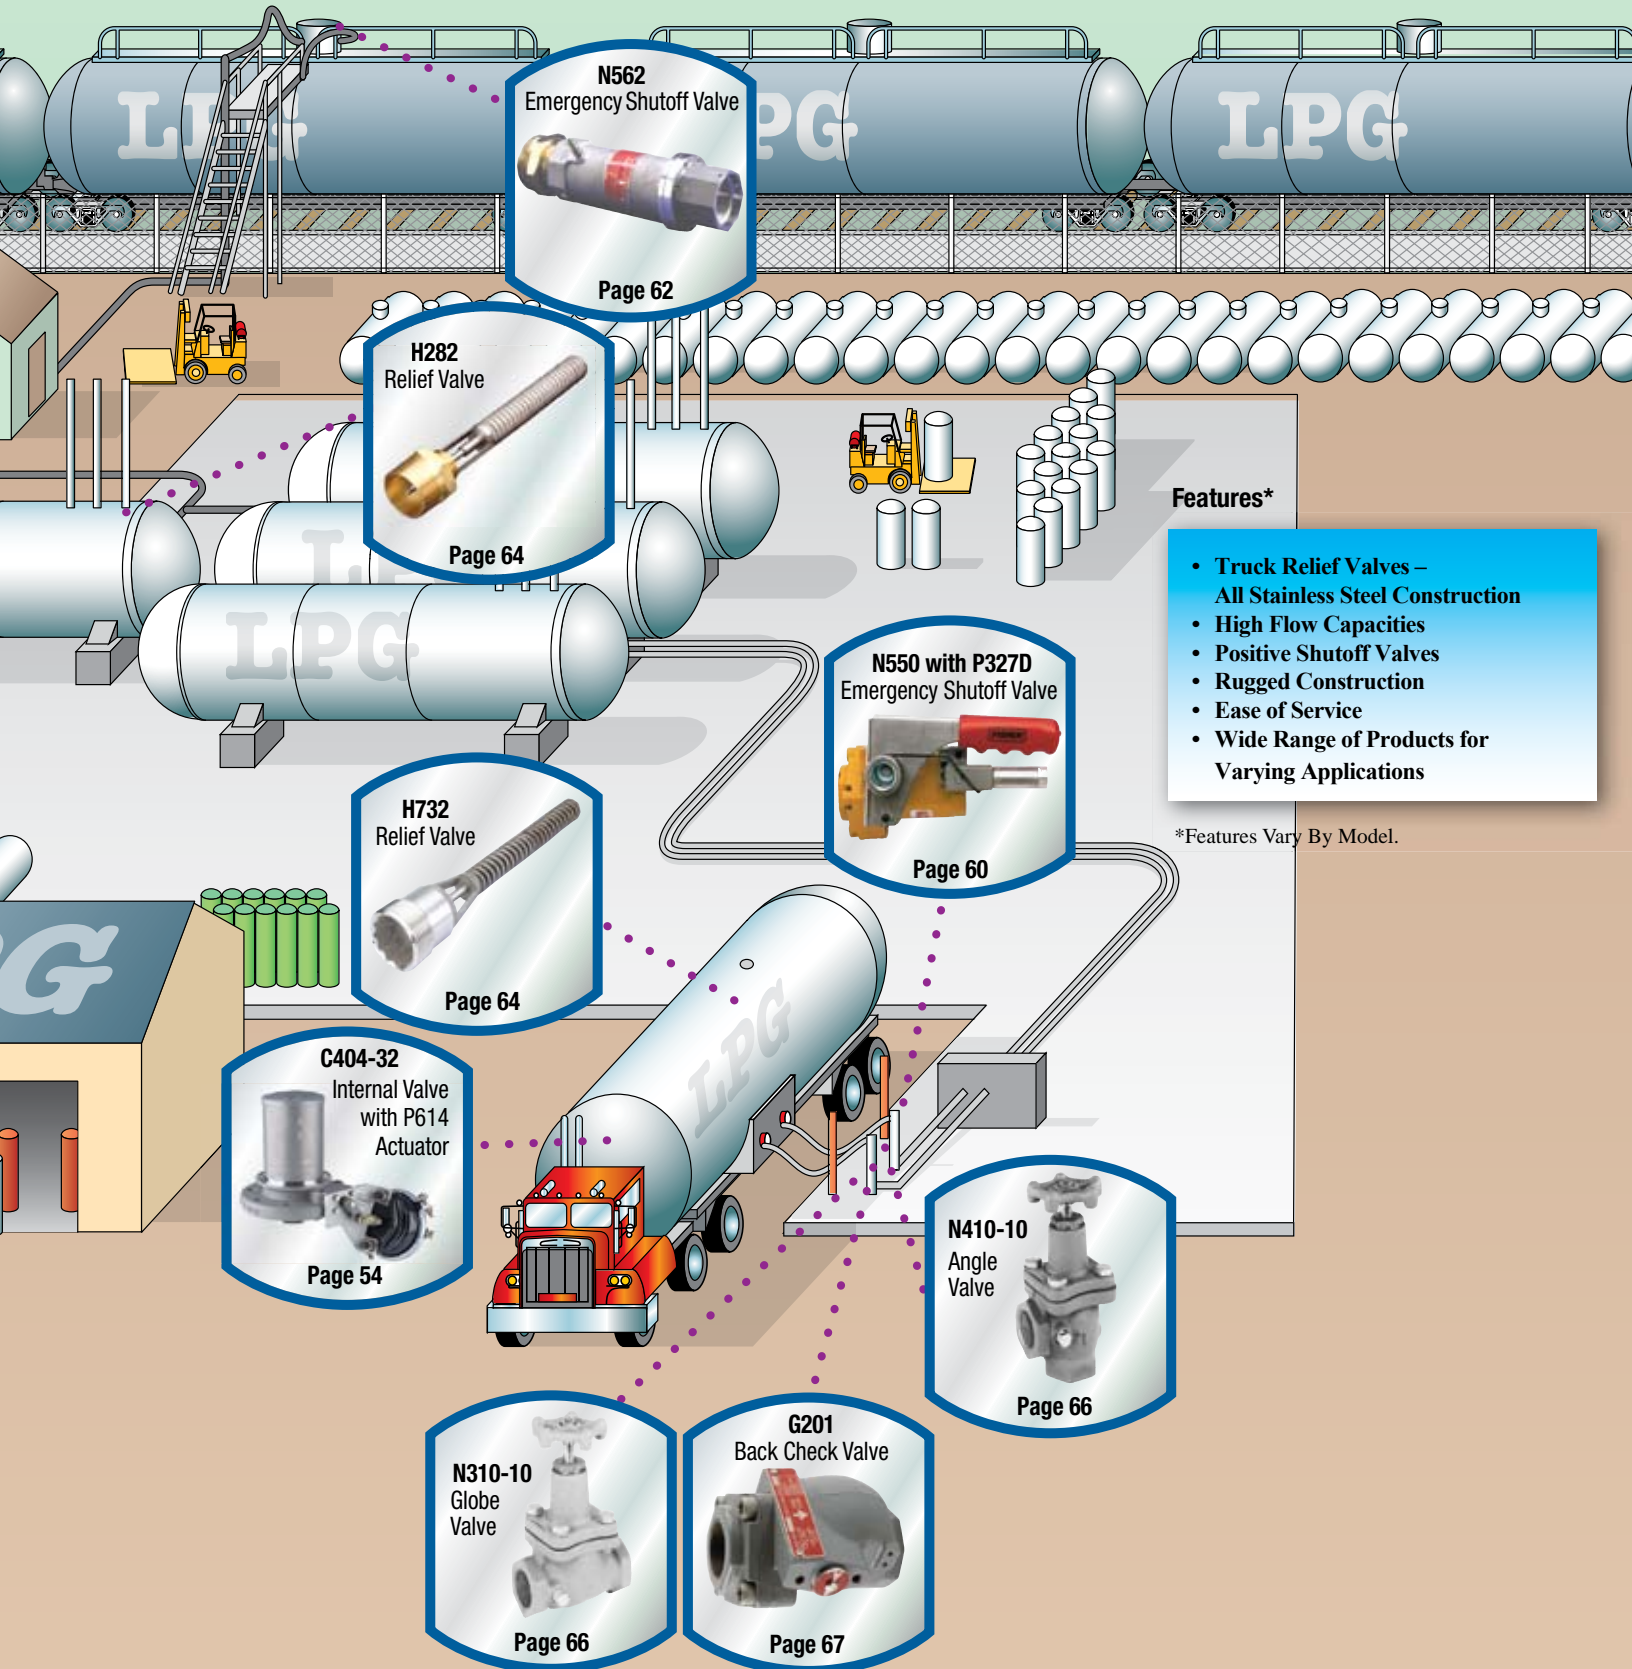 LPG
PG
LPG
N562
Emergency Shutoff Valve
Page 62
H282
Relief Valve
Page 64
Features*
• Truck Relief Valves –
All Stainless Steel Construction
• High Flow Capacities
• Positive Shutoff Valves
• Rugged Construction
• Ease of Service
• Wide Range of Products for
Varying Applications
*Features Vary By Model.
LPG
N550 with P327D
Emergency Shutoff Valve
Page 60
H732
Relief Valve
Page 64
PG
LPG
C404-32
Internal Valve
with P614
Actuator
Page 54
N410-10
Angle
Valve
Page 66
N310-10
Globe
Valve
Page 66
G201
Back Check Valve
Page 67